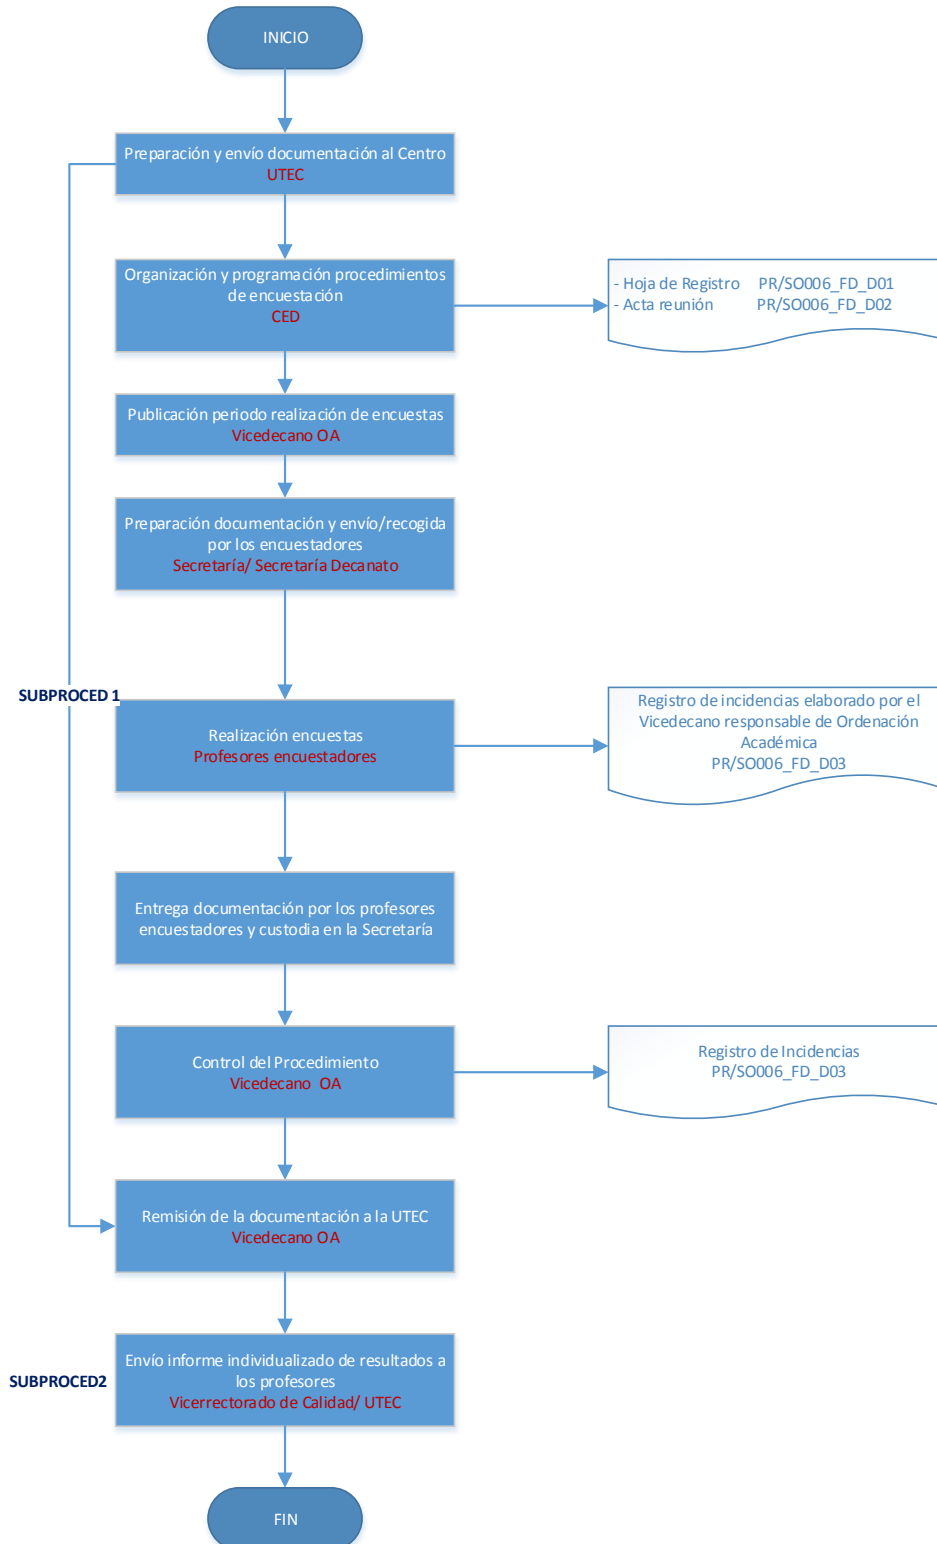 INICIO
Preparación y envío documentación al Centro
UTEC
Organización y programación procedimientos
de encuestación
CED
- Hoja de Registro PR/SO006_FD_D01
- Acta reunión PR/SO006_FD_D02
Publicación periodo realización de encuestas
Vicedecano OA
Preparación documentación y envío/recogida
por los encuestadores
Secretaría/ Secretaría Decanato
SUBPROCED 1
Realización encuestas
Profesores encuestadores
Registro de incidencias elaborado por el
Vicedecano responsable de Ordenación
Académica
PR/SO006_FD_D03
Entrega documentación por los profesores
encuestadores y custodia en la Secretaría
Control del Procedimiento
Vicedecano OA
Registro de Incidencias
PR/SO006_FD_D03
Remisión de la documentación a la UTEC
Vicedecano OA
SUBPROCED2
Envío informe individualizado de resultados a
los profesores
Vicerrectorado de Calidad/ UTEC
FIN